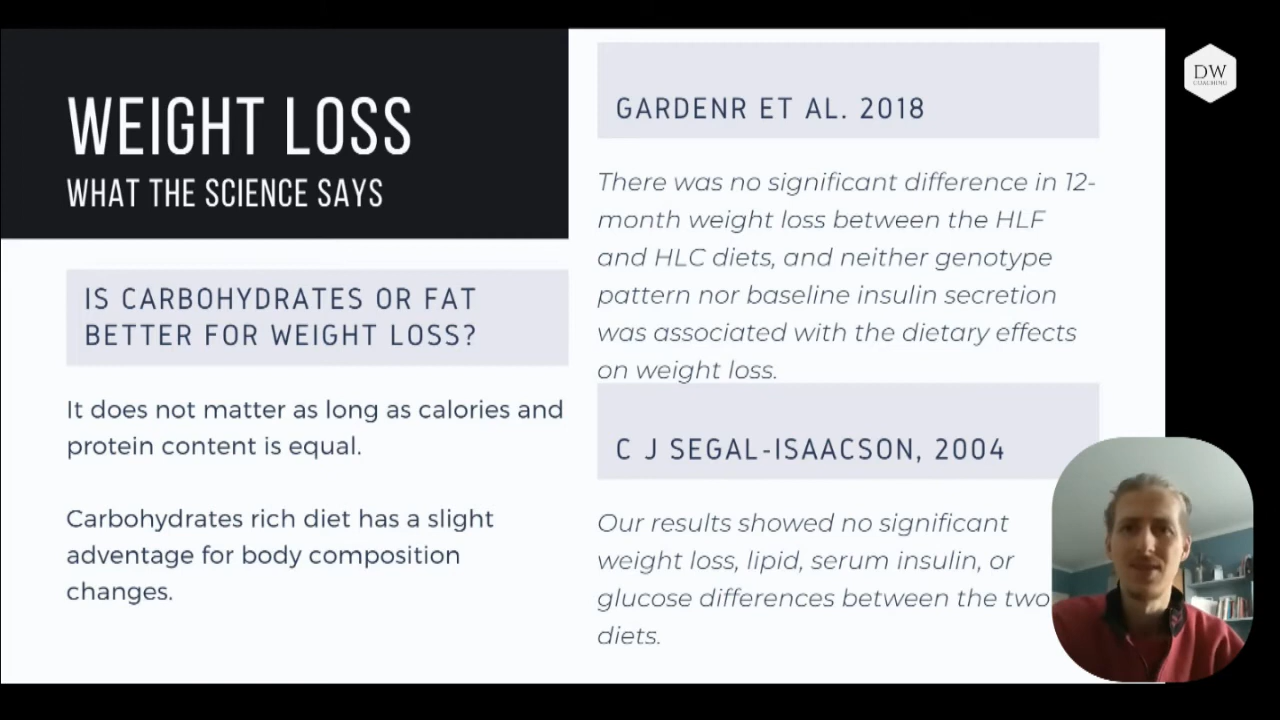 WEIGHT LOSS
WHAT THE SCIENCE SAYS
IS CARBOHYDRATES OR FAT
BETTER FOR WEIGHT LOSS?
It does not matter as long as calories and
protein content is equal.
Carbohydrates rich diet has a slight
adventage for body composition
changes.
GARDENR ET AL. 2018
There was no significant difference in 12-
month weight loss between the HLF
and HLC diets, and neither genotype
pattern nor baseline insulin secretion
was associated with the dietary effects
on weight loss.
C J SEGAL-ISAACSON, 2004
Our results showed no significant
weight loss, lipid, serum insulin, or
glucose differences between the two
diets.
DW
COACHING